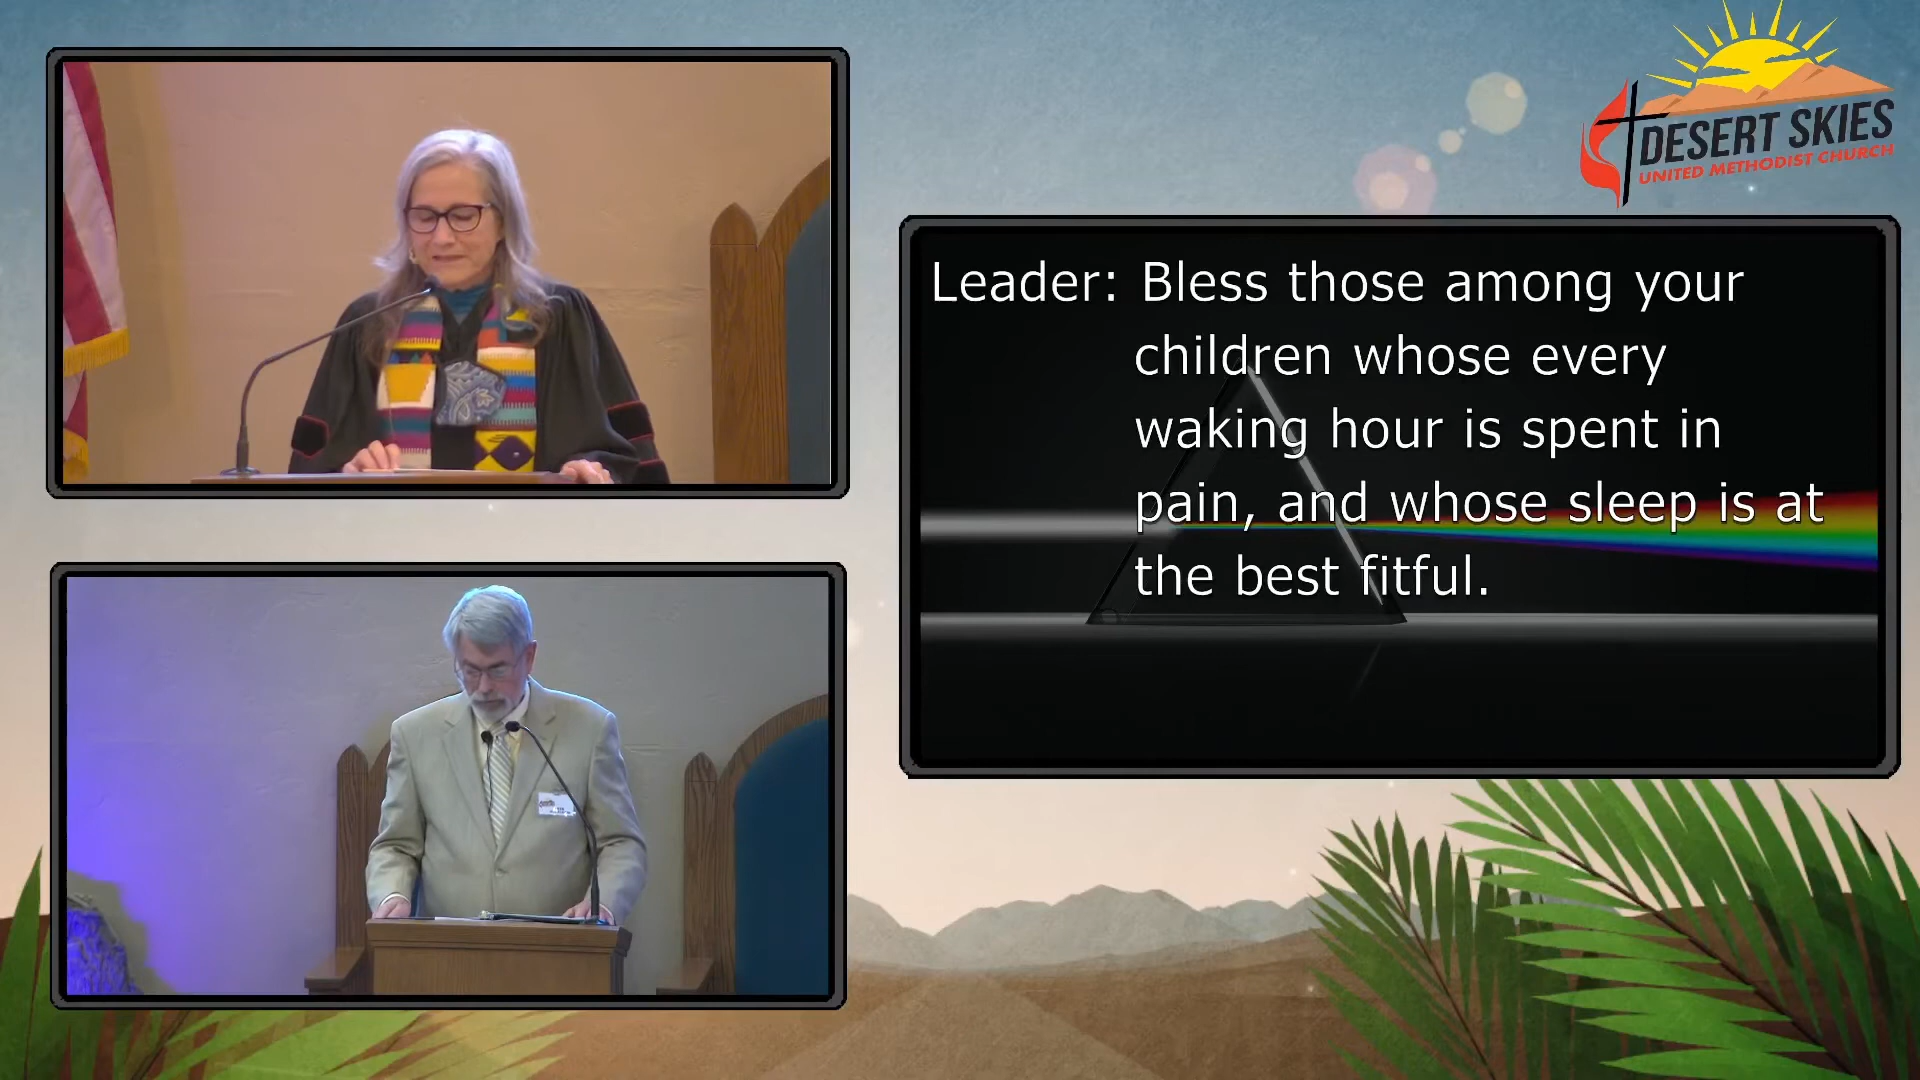 DESERT SKIES
UNITED METHODIST CHURCH
Leader: Bless those among your
children whose every
waking hour is spent in
pain, and whose sleep is at
the best fitful.